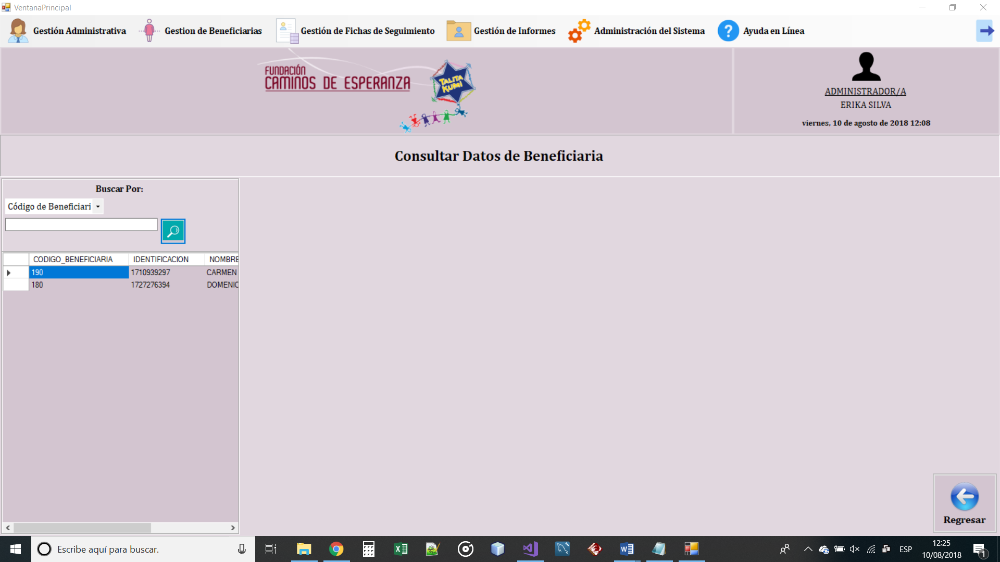 VentanaPrincipal
Gestión Administrativa
Gestion de Beneficiarias
Gestión de Fichas de Seguimiento
Gestión de Informes
Administración del Sistema
Ayuda en Línea
FUNDACIÓN
CAMINOS DE ESPERANZA
TALITA
KUMI
ADMINISTRADOR/A
ERIKA SILVA
viernes, 10 de agosto de 2018 12:08
Consultar Datos de Beneficiaria
Buscar Por:
Código de Beneficiari
CODIGO_BENEFICIARIA IDENTIFICACION NOMBRE
190 1710939297 CARMEN
180 1727276394 DOMENIC
Regresar
Escribe aquí para buscar.
ESP
12:25
10/08/2018
1